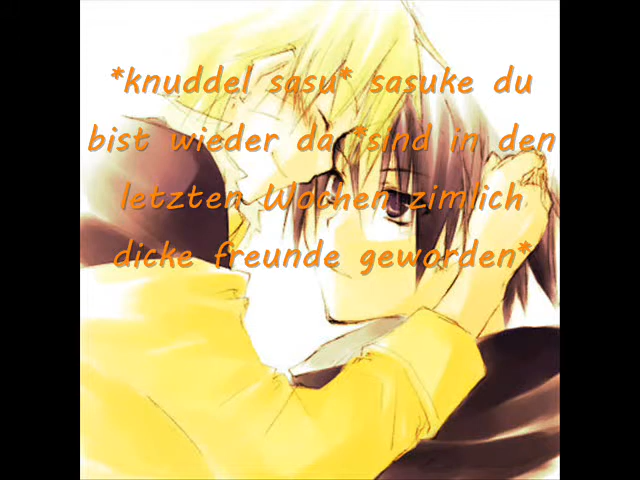 *knuddel sasu* sasuke du
bist wieder da *sind in den
letzten Wochen zimlich
dicke freunde geworden*